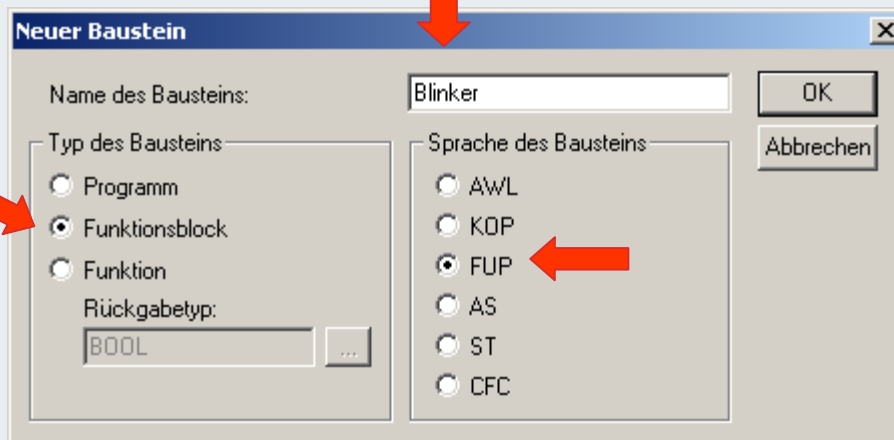 Neuer Baustein
Name des Bausteins:
Blinker
OK
Abbrechen
Typ des Bausteins
Programm
Funktionsblock
Funktion
Rückgabetyp:
BOOL
...
Sprache des Bausteins
AWL
KOP
FUP
AS
ST
CFC